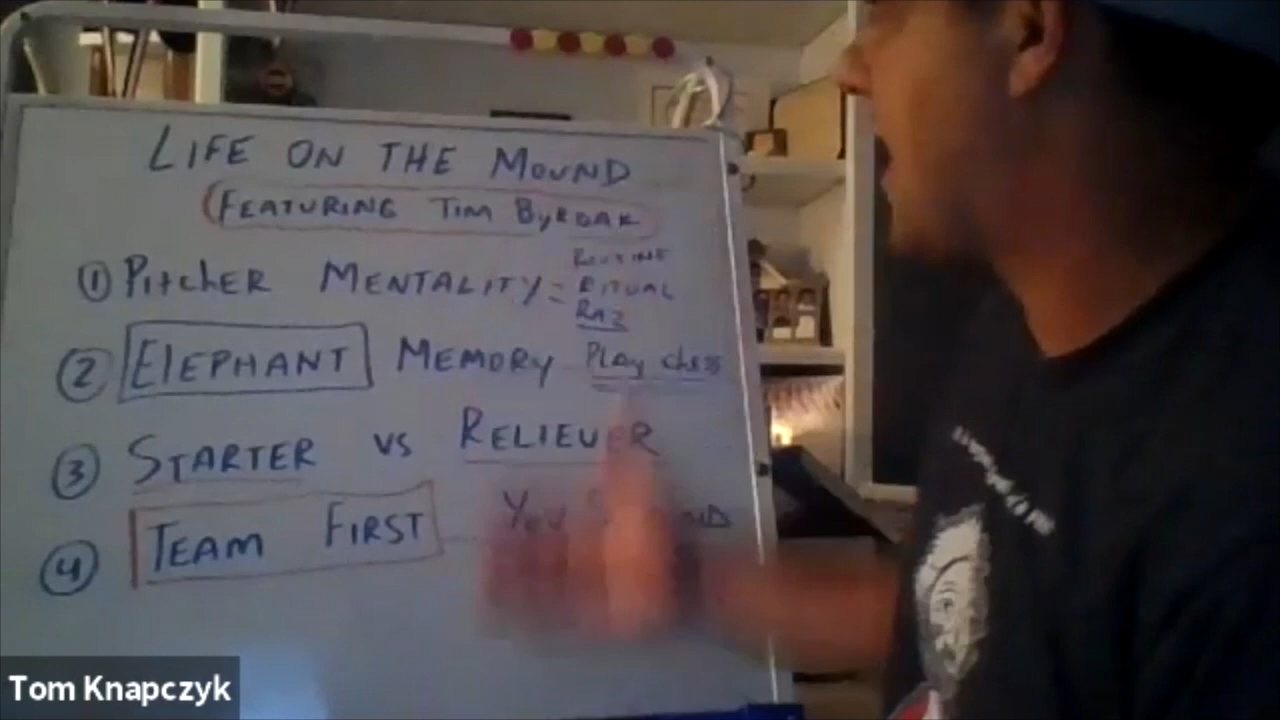 LIFE ON THE MOUND
(FEATURING TIM BYRDAK
① PitcHER MENTALITY = ROUTINE
RITUAL
② ElEPHANT MEMORY Play chess
③ STARTER vs RELIEVER
④ TEAM FIRST YOU
Tom Knapczyk